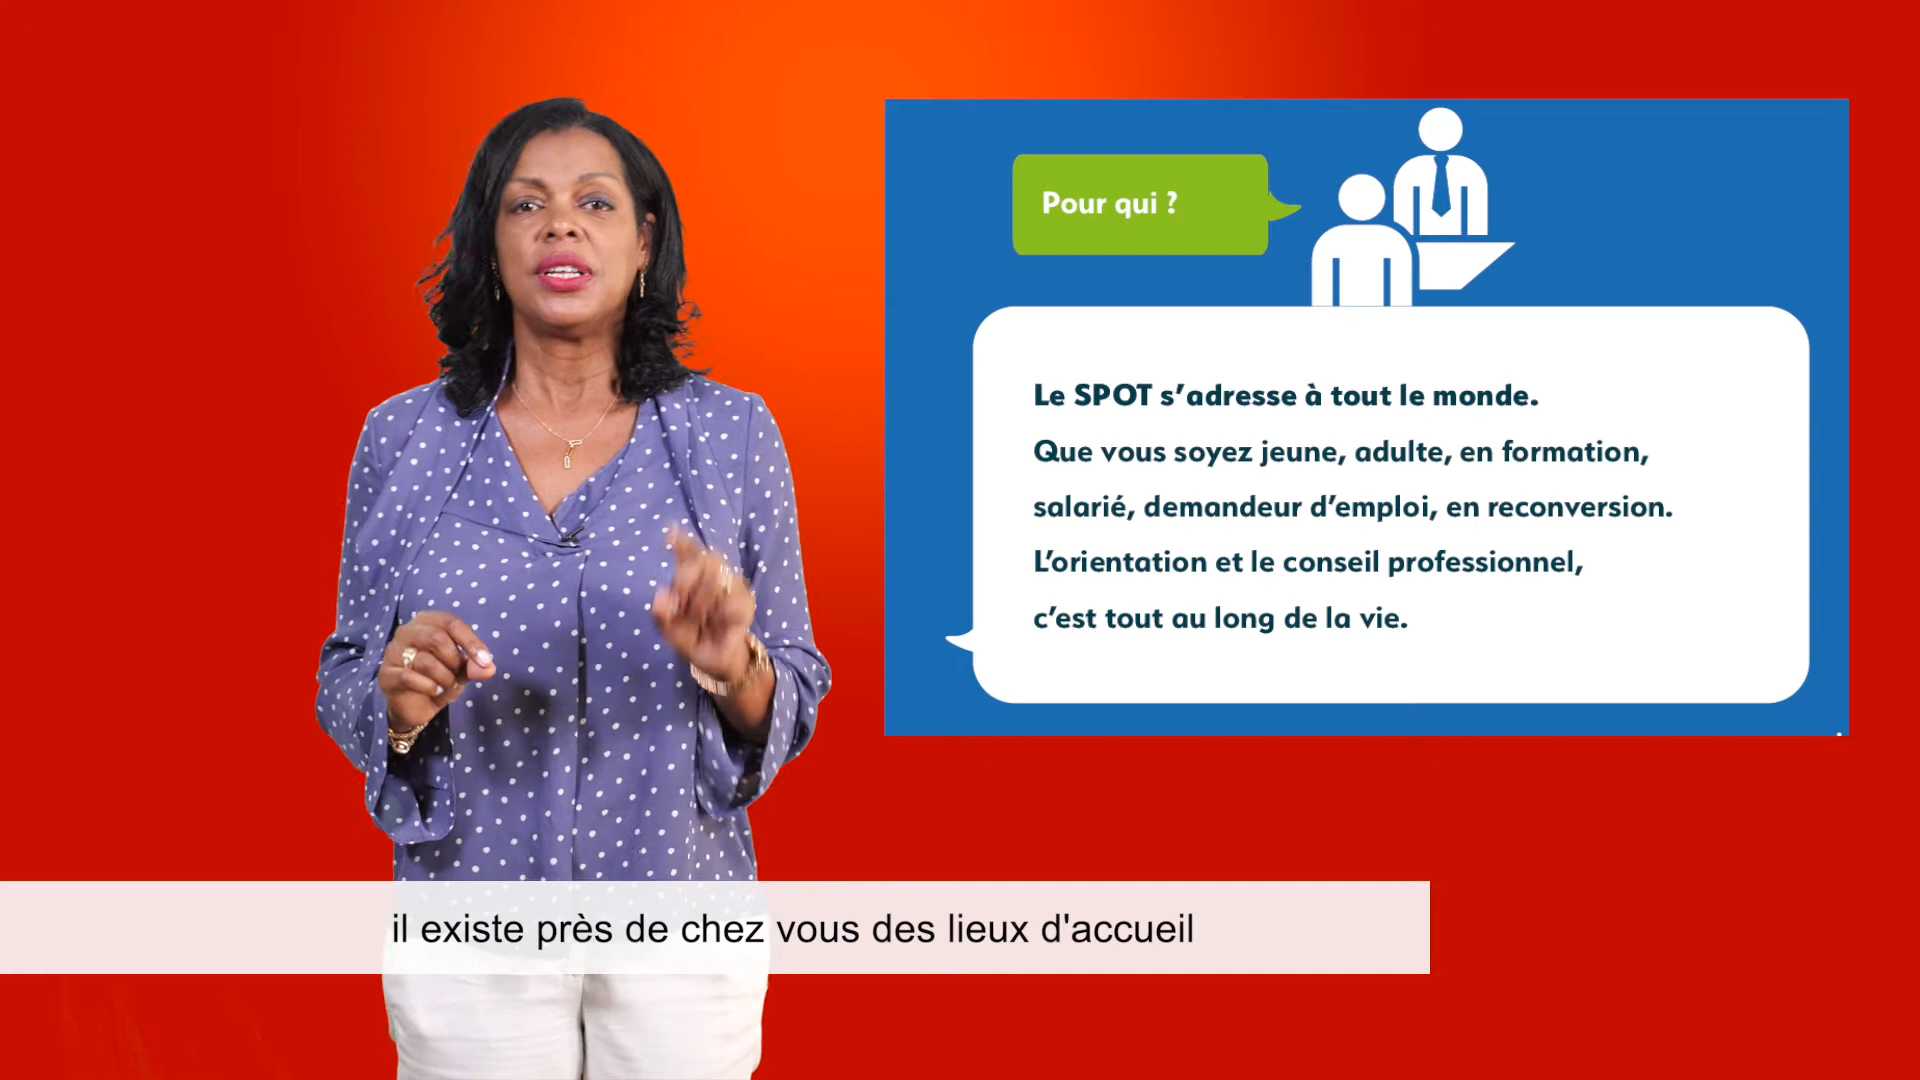 Pour qui ?
Le SPOT s’adresse à tout le monde.
Que vous soyez jeune, adulte, en formation,
salarié, demandeur d’emploi, en reconversion.
L’orientation et le conseil professionnel,
c’est tout au long de la vie.
il existe près de chez vous des lieux d'accueil